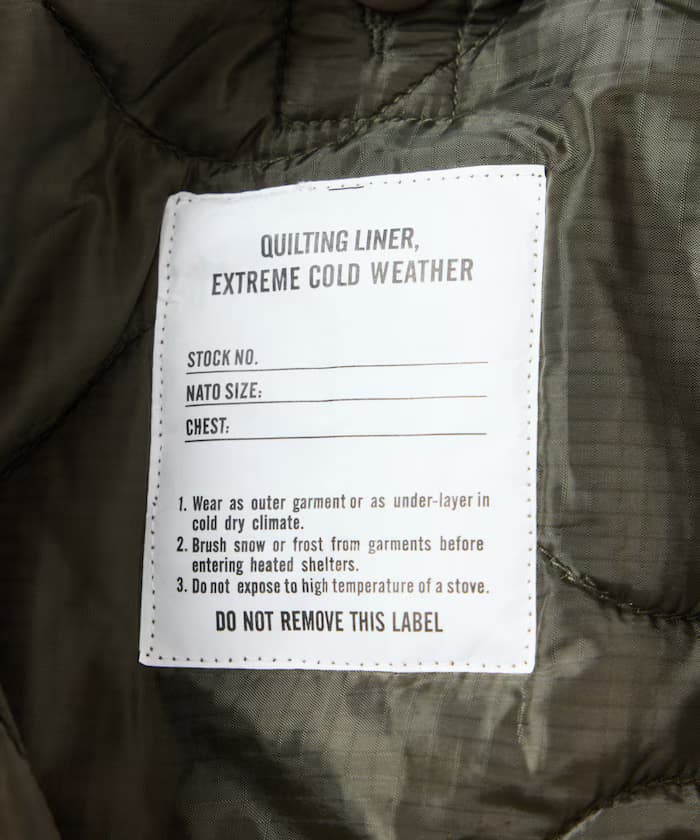 QUILTING LINER,
EXTREME COLD WEATHER
STOCK NO.
NATO SIZE:
CHEST:
1. Wear as outer garment or as under-layer in
cold dry climate.
2. Brush snow or frost from garments before
entering heated shelters.
3. Do not expose to high temperature of a stove.
DO NOT REMOVE THIS LABEL